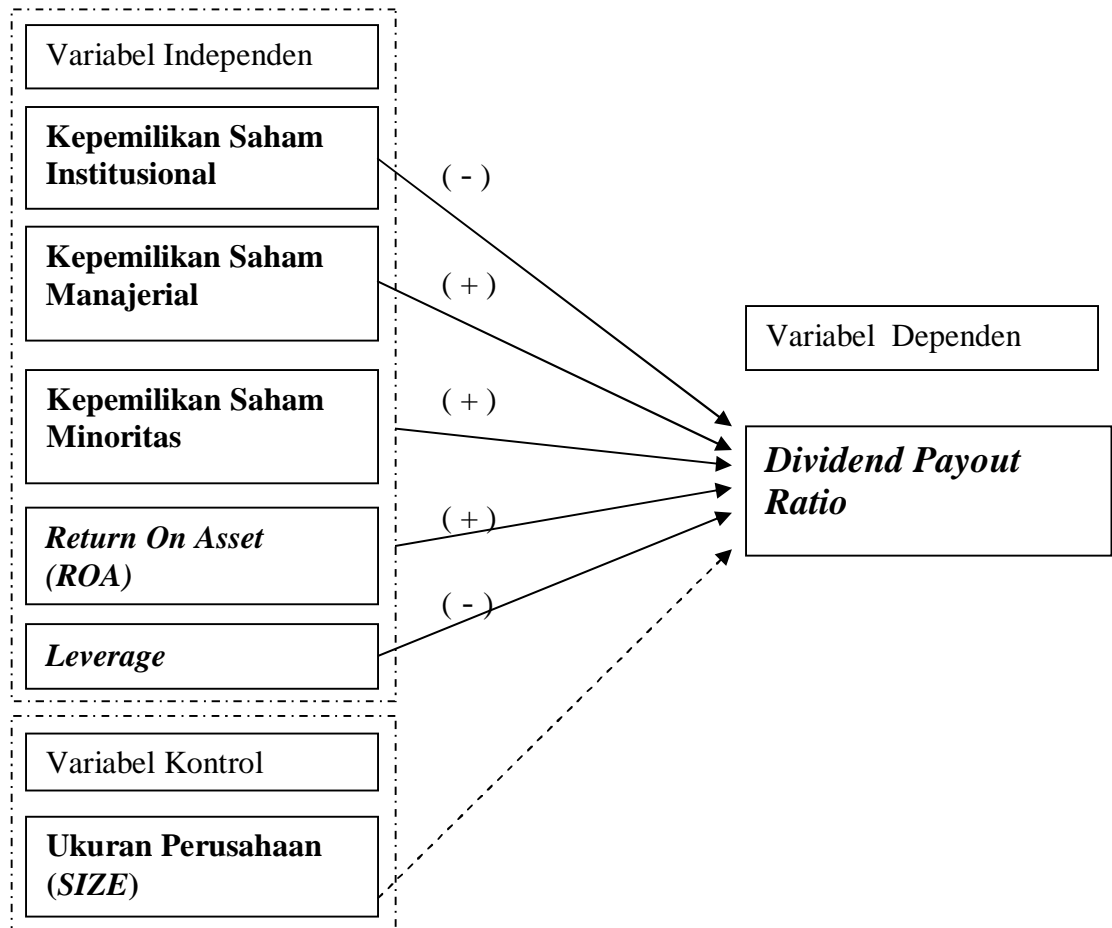 Variabel Independen
Kepemilikan Saham
Institusional
( - )
Kepemilikan Saham
Manajerial
( + )
Variabel Dependen
Kepemilikan Saham
Minoritas
( + )
Dividend Payout
Ratio
Return On Asset
(ROA)
( + )
Leverage
( - )
Variabel Kontrol
Ukuran Perusahaan
(SIZE)